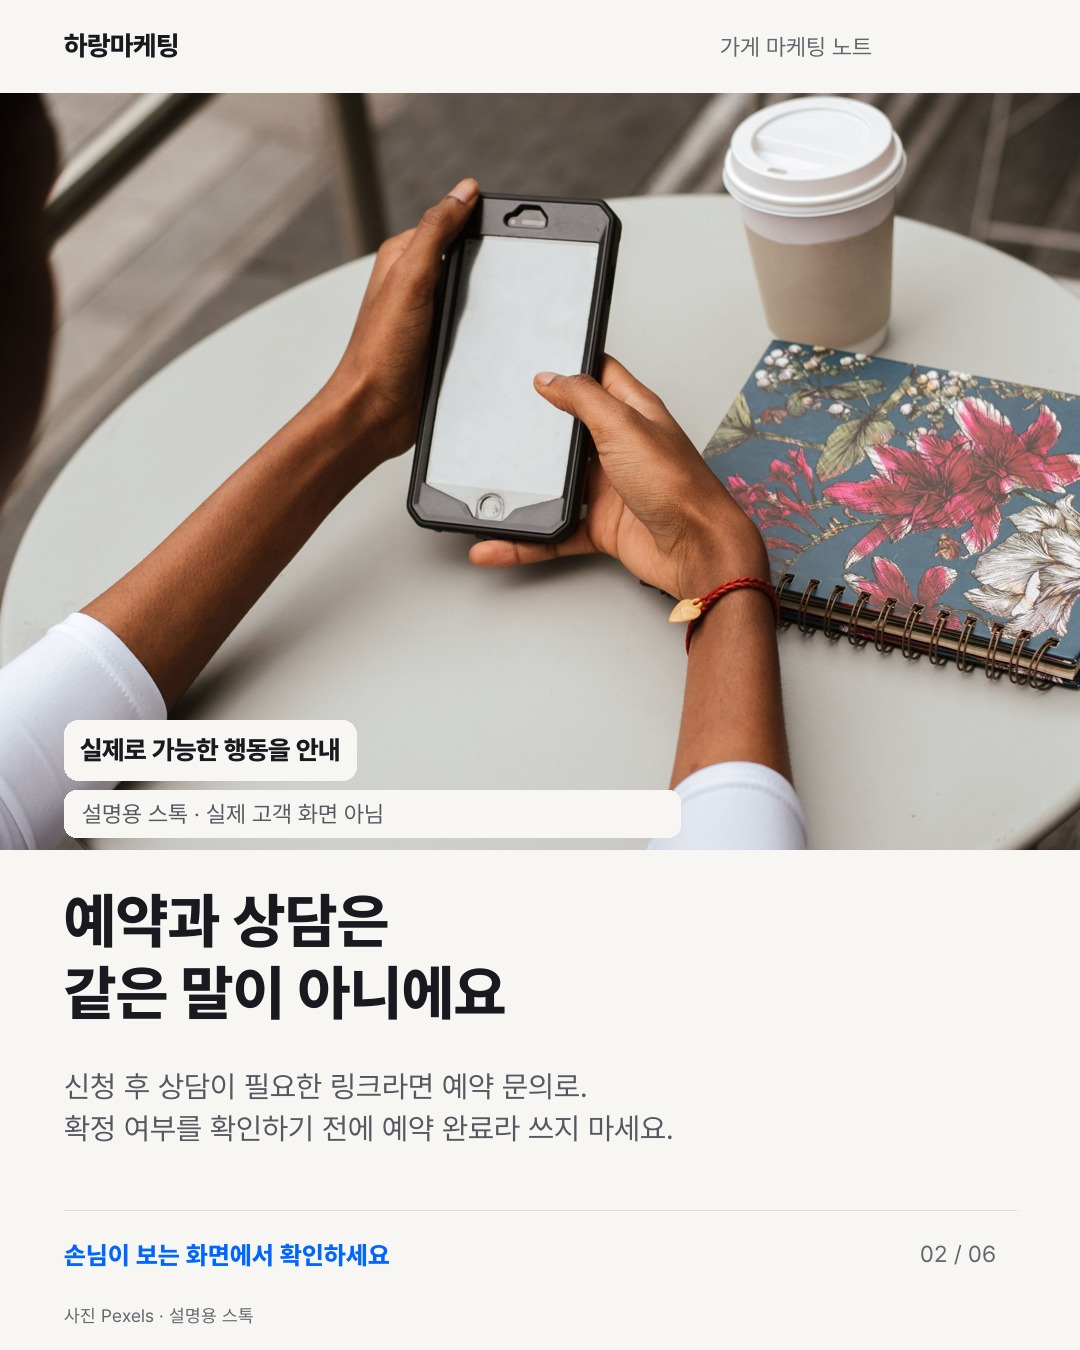 하랑마케팅
가게 마케팅 노트
실제로 가능한 행동을 안내
설명용 스톡 · 실제 고객 화면 아님
예약과 상담은
같은 말이 아니에요
신청 후 상담이 필요한 링크라면 예약 문의로.
확정 여부를 확인하기 전에 예약 완료라 쓰지 마세요.
손님이 보는 화면에서 확인하세요
02 / 06
사진 Pexels · 설명용 스톡